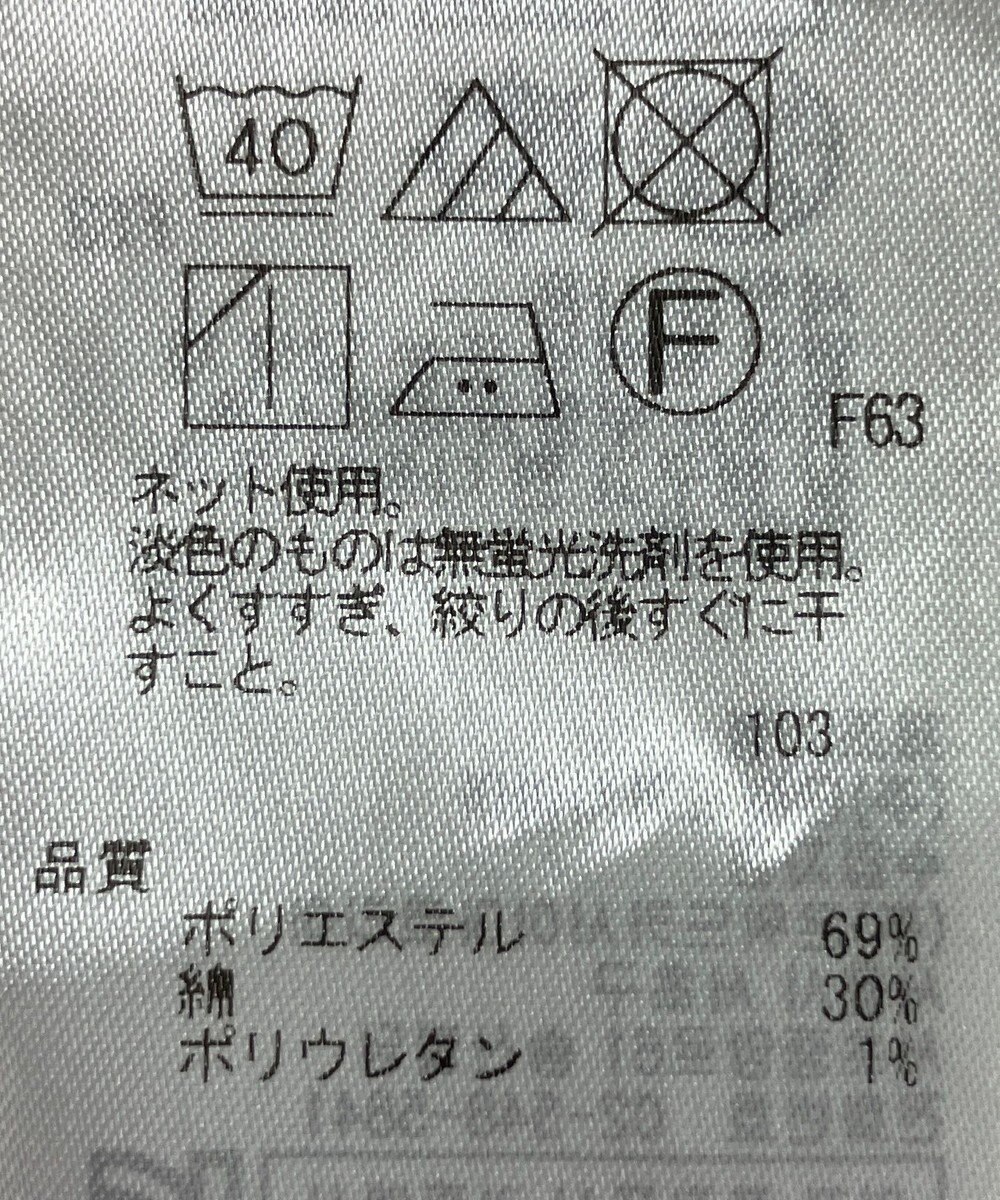 40
F
F63
ネット使用。
淡色のものは無蛍光洗剤を使用。
よくすすぎ、絞りの後すぐに干
すこと。
103
品質
ポリエステル 69%
綿 30%
ポリウレタン 1%